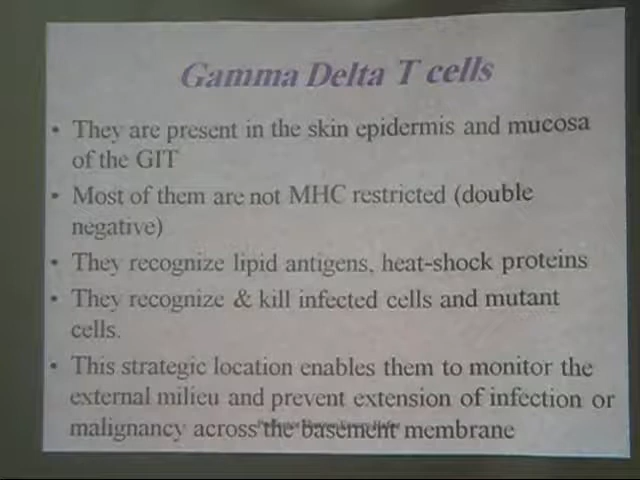 Gamma Delta T cells
• They are present in the skin epidermis and mucosa
of the GIT
• Most of them are not MHC restricted (double
negative)
• They recognize lipid antigens, heat-shock proteins
• They recognize & kill infected cells and mutant
cells.
• This strategic location enables them to monitor the
external milieu and prevent extension of infection or
malignancy across the basement membrane